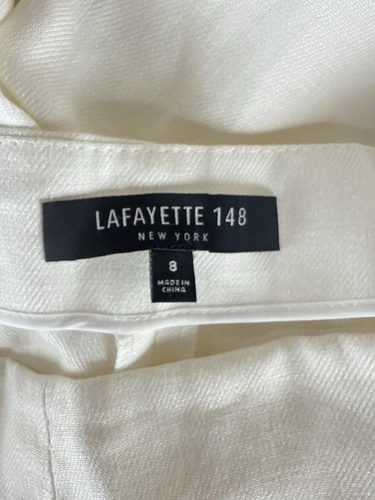 LAFAYETTE 148
NEW YORK
8
MADE IN
CHINA